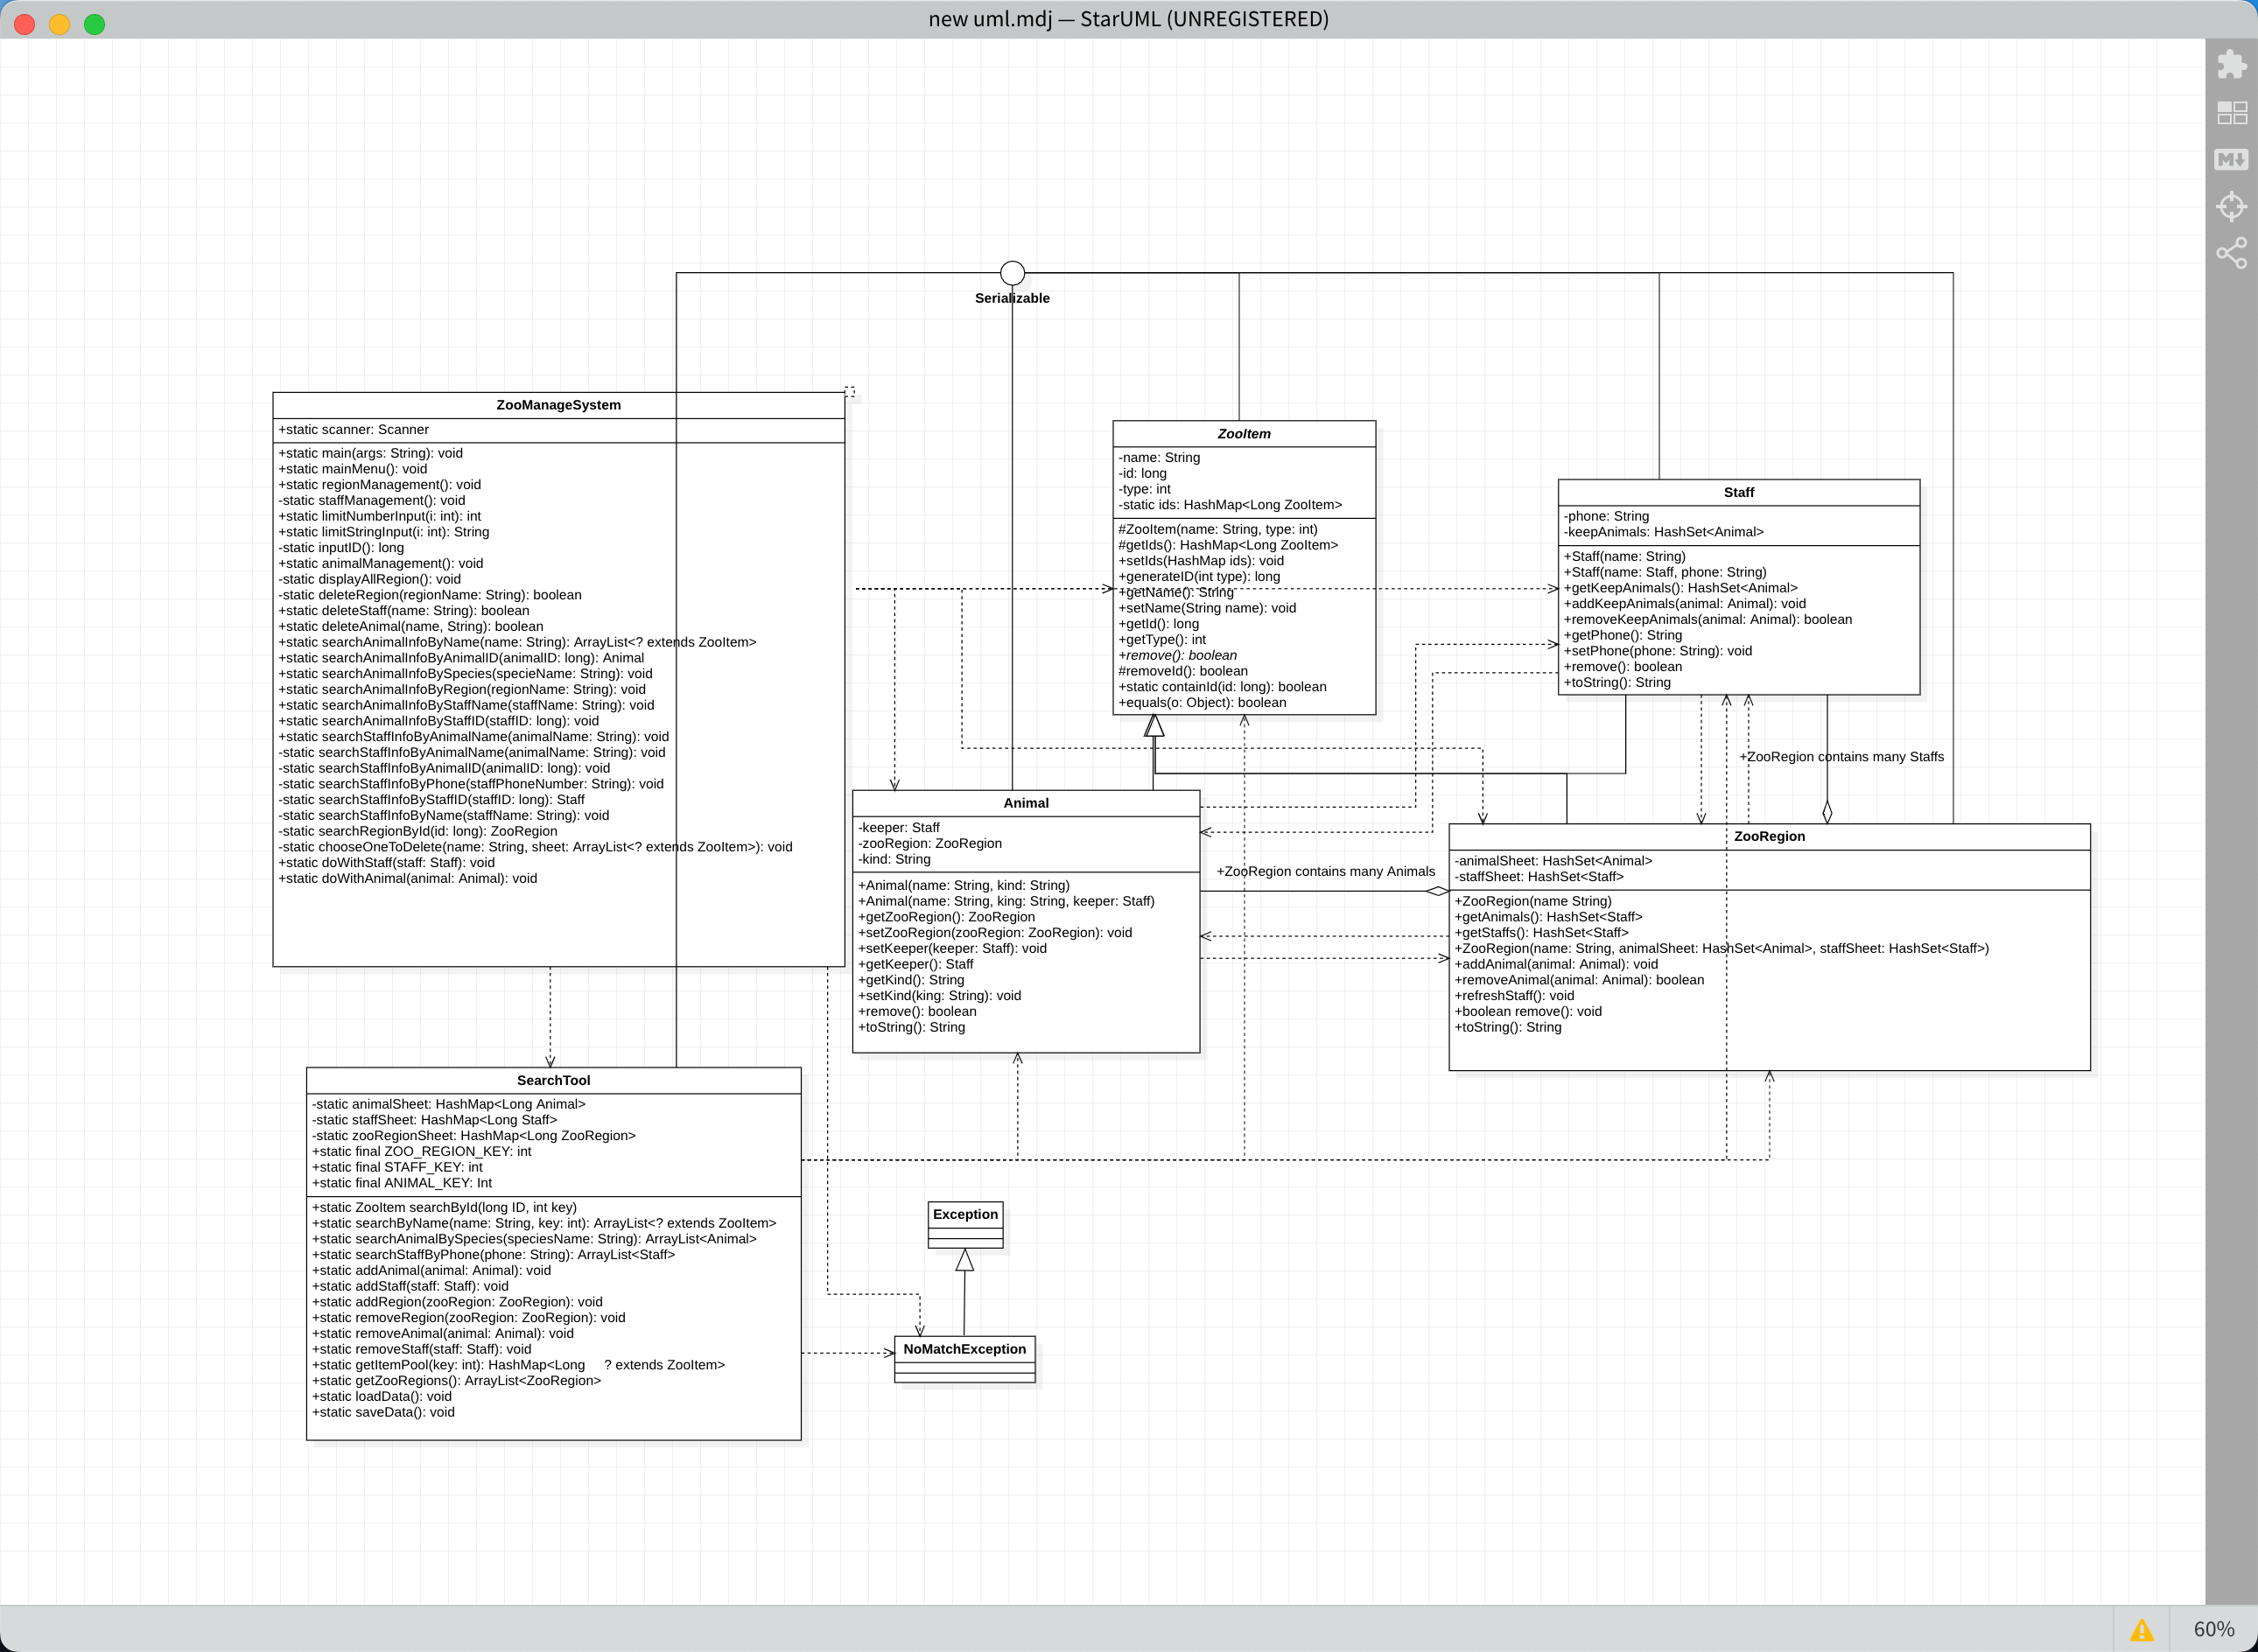 new uml.mdj — StarUML (UNREGISTERED)
Serializable
ZooManageSystem
+static scanner: Scanner
+static main(args: String): void
+static mainMenu(): void
+static regionManagement(): void
-static staffManagement(): void
+static limitNumberInput(i: int): int
+static limitStringInput(i: int): String
-static inputID(): long
+static animalManagement(): void
-static displayAllRegion(): void
-static deleteRegion(regionName: String): boolean
+static deleteStaff(name: String): boolean
+static deleteAnimal(name, String): boolean
+static searchAnimalInfoByName(name: String): ArrayList<? extends ZooItem>
+static searchAnimalInfoByAnimalID(animalID: long): Animal
+static searchAnimalInfoBySpecies(specieName: String): void
+static searchAnimalInfoByRegion(regionName: String): void
+static searchAnimalInfoByStaffName(staffName: String): void
+static searchAnimalInfoByStaffID(staffID: long): void
+static searchStaffInfoByAnimalName(animalName: String): void
-static searchStaffInfoByAnimalName(animalName: String): void
-static searchStaffInfoByAnimalID(animalID: long): void
-static searchStaffInfoByPhone(staffPhoneNumber: String): void
-static searchStaffInfoByStaffID(staffID: long): Staff
-static searchStaffInfoByName(staffName: String): void
-static searchRegionById(id: long): ZooRegion
-static chooseOneToDelete(name: String, sheet: ArrayList<? extends ZooItem>): void
+static doWithStaff(staff: Staff): void
+static doWithAnimal(animal: Animal): void
ZooItem
-name: String
-id: long
-type: int
-static ids: HashMap<Long ZooItem>
#ZooItem(name: String, type: int)
#getIds(): HashMap<Long ZooItem>
+setIds(HashMap ids): void
+generateID(int type): long
+getName(): String
+setName(String name): void
+getId(): long
+getType(): int
+remove(): boolean
#removeId(): boolean
+static containId(id: long): boolean
+equals(o: Object): boolean
Staff
-phone: String
-keepAnimals: HashSet<Animal>
+Staff(name: String)
+Staff(name: Staff, phone: String)
+getKeepAnimals(): HashSet<Animal>
+addKeepAnimals(animal: Animal): void
+removeKeepAnimals(animal: Animal): boolean
+getPhone(): String
+setPhone(phone: String): void
+remove(): boolean
+toString(): String
+ZooRegion contains many Staffs
Animal
-keeper: Staff
-zooRegion: ZooRegion
-kind: String
+Animal(name: String, kind: String)
+Animal(name: String, king: String, keeper: Staff)
+getZooRegion(): ZooRegion
+setZooRegion(zooRegion: ZooRegion): void
+setKeeper(keeper: Staff): void
+getKeeper(): Staff
+getKind(): String
+setKind(king: String): void
+remove(): boolean
+toString(): String
+ZooRegion contains many Animals
ZooRegion
-animalSheet: HashSet<Animal>
-staffSheet: HashSet<Staff>
+ZooRegion(name String)
+getAnimals(): HashSet<Staff>
+getStaffs(): HashSet<Staff>
+ZooRegion(name: String, animalSheet: HashSet<Animal>, staffSheet: HashSet<Staff>)
+addAnimal(animal: Animal): void
+removeAnimal(animal: Animal): boolean
+refreshStaff(): void
+boolean remove(): void
+toString(): String
SearchTool
-static animalSheet: HashMap<Long Animal>
-static staffSheet: HashMap<Long Staff>
-static zooRegionSheet: HashMap<Long ZooRegion>
+static final ZOO_REGION_KEY: int
+static final STAFF_KEY: int
+static final ANIMAL_KEY: Int
+static ZooItem searchById(long ID, int key)
+static searchByName(name: String, key: int): ArrayList<? extends ZooItem>
+static searchAnimalBySpecies(speciesName: String): ArrayList<Animal>
+static searchStaffByPhone(phone: String): ArrayList<Staff>
+static addAnimal(animal: Animal): void
+static addStaff(staff: Staff): void
+static addRegion(zooRegion: ZooRegion): void
+static removeRegion(zooRegion: ZooRegion): void
+static removeAnimal(animal: Animal): void
+static removeStaff(staff: Staff): void
+static getItemPool(key: int): HashMap<Long ? extends ZooItem>
+static getZooRegions(): ArrayList<ZooRegion>
+static loadData(): void
+static saveData(): void
Exception
NoMatchException
60%